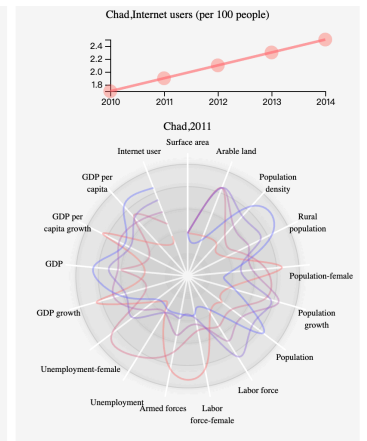 Chad,Internet users (per 100 people)
2.4
2.2
2.0
1.8
2010 2011 2012 2013 2014
Chad,2011
Surface area
Internet user
Arable land
GDP per
capita
Population
density
GDP per
capita growth
Rural
population
GDP
Population-female
GDP growth
Population
growth
Population
Unemployment-female
Labor force
Unemployment
Armed forces
Labor
force-female